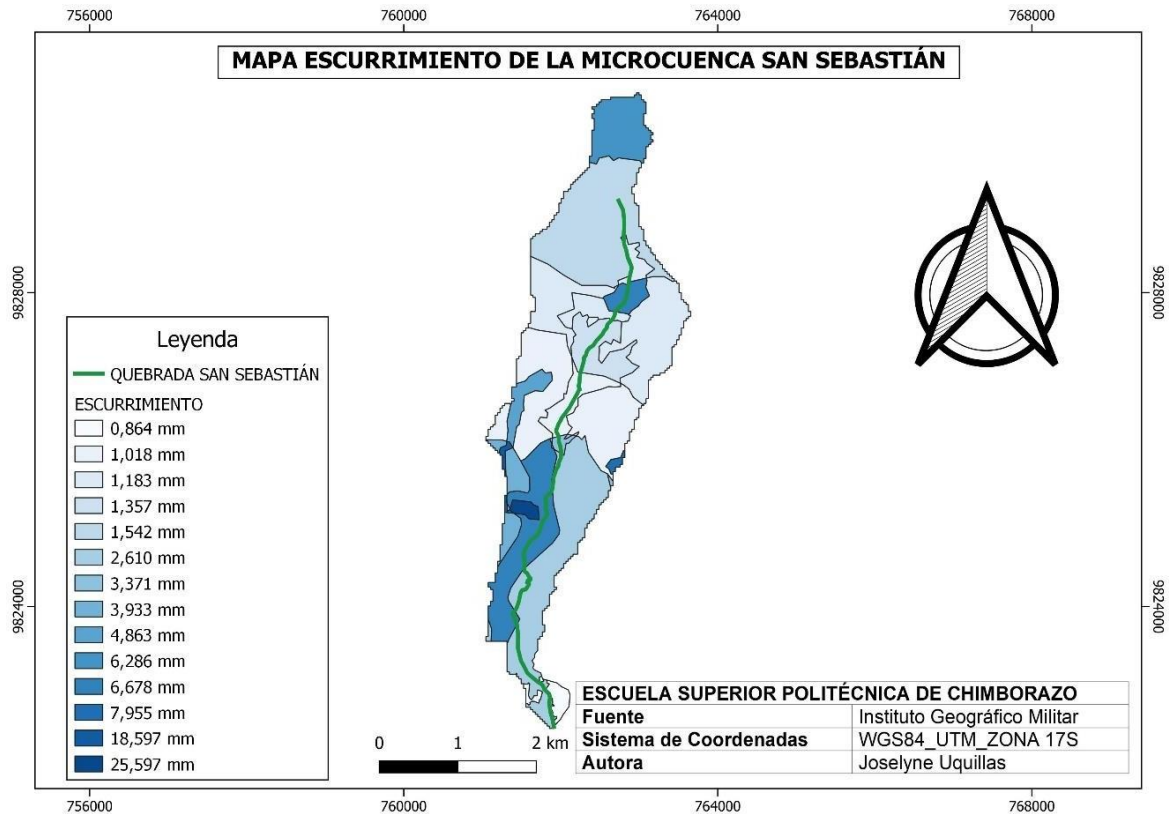 756000 760000 764000 768000
MAPA ESCURRIMIENTO DE LA MICROCUENCA SAN SEBASTIÁN
9828000 9828000
Leyenda
QUEBRADA SAN SEBASTIÁN
ESCURRIMIENTO
0,864 mm
1,018 mm
1,183 mm
1,357 mm
1,542 mm
2,610 mm
3,371 mm
3,933 mm
4,863 mm
6,286 mm
6,678 mm
7,955 mm
18,597 mm
25,597 mm
9824000 9824000
0 1 2 km
ESCUELA SUPERIOR POLITÉCNICA DE CHIMBORAZO
Fuente Instituto Geográfico Militar
Sistema de Coordenadas WGS84_UTM_ZONA 17S
Autora Joselyne Uquillas
756000 760000 764000 768000